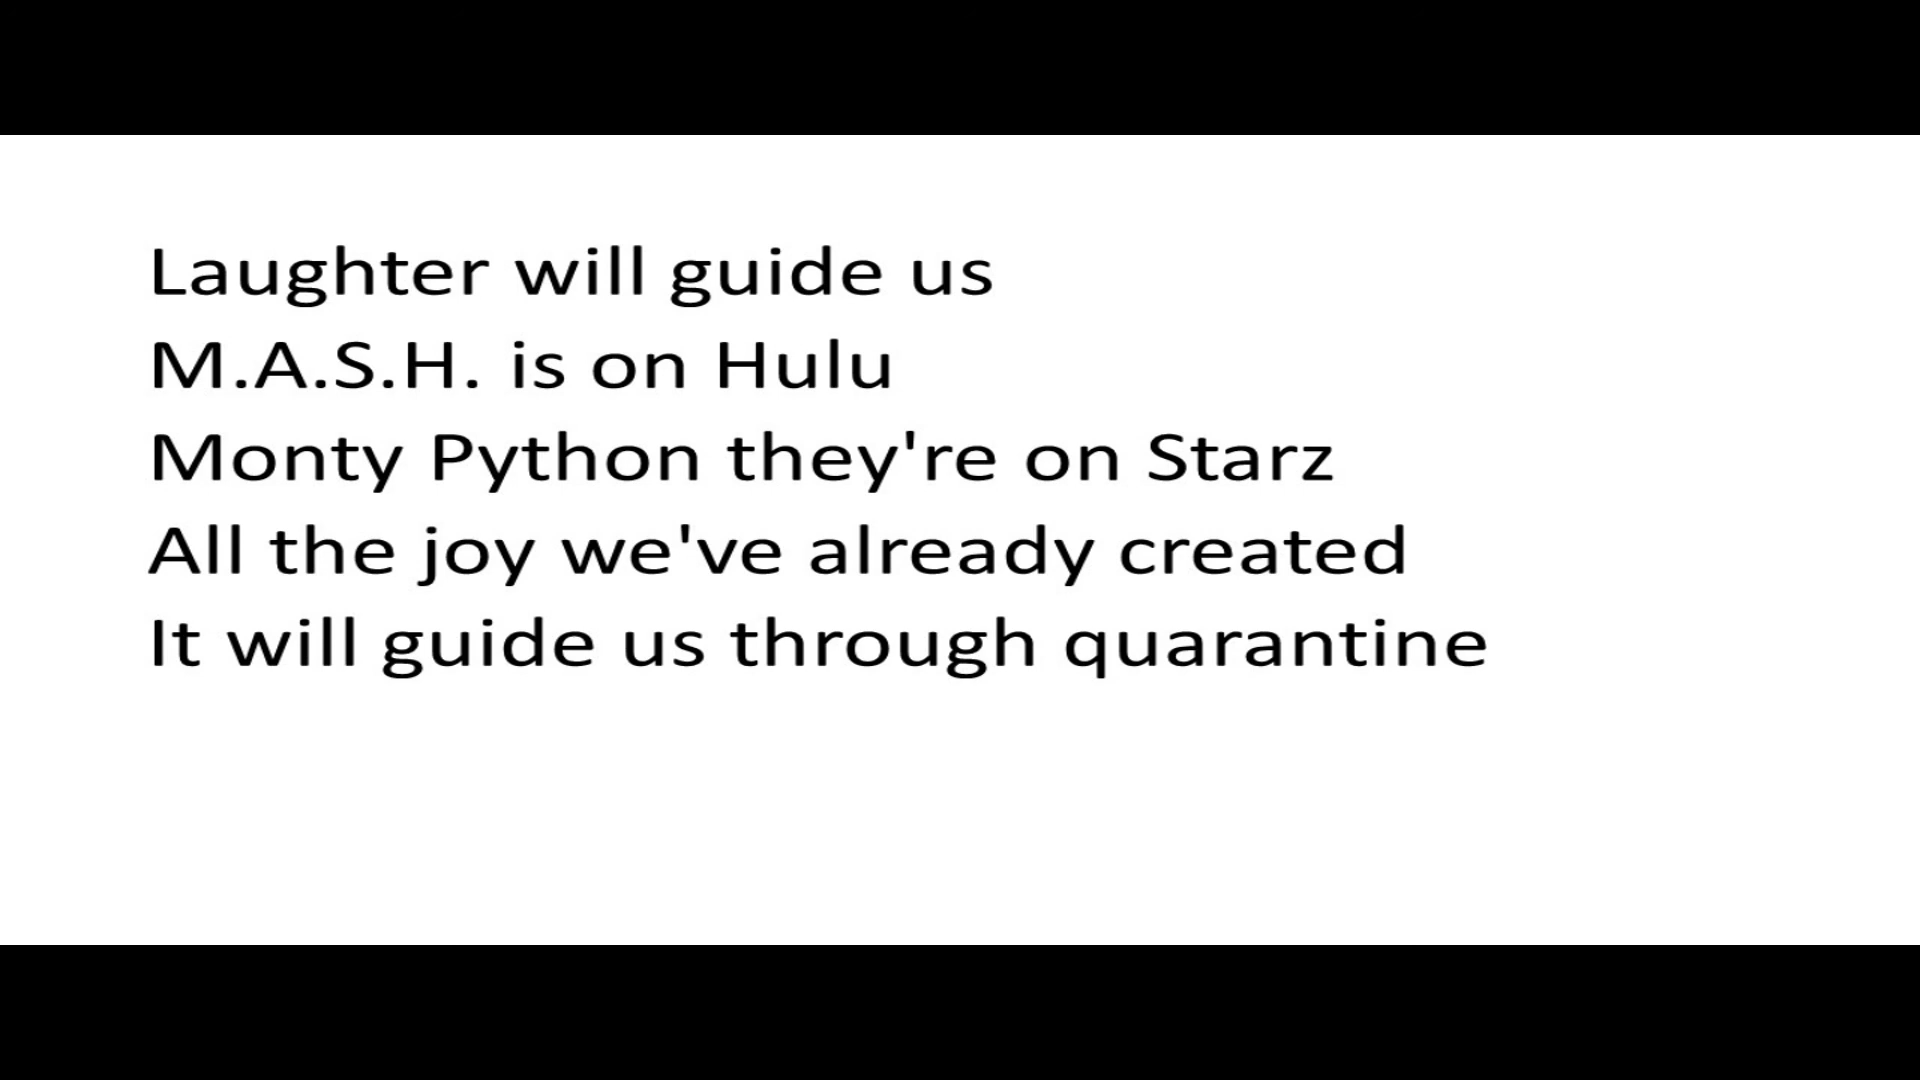 Laughter will guide us
M.A.S.H. is on Hulu
Monty Python they're on Starz
All the joy we've already created
It will guide us through quarantine